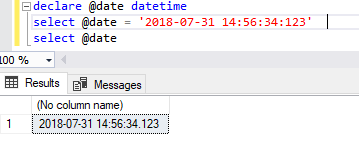 declare @date datetime
select @date = '2018-07-31 14:56:34:123'
select @date
00 %
Results Messages
(No column name)
1 2018-07-31 14:56:34.123